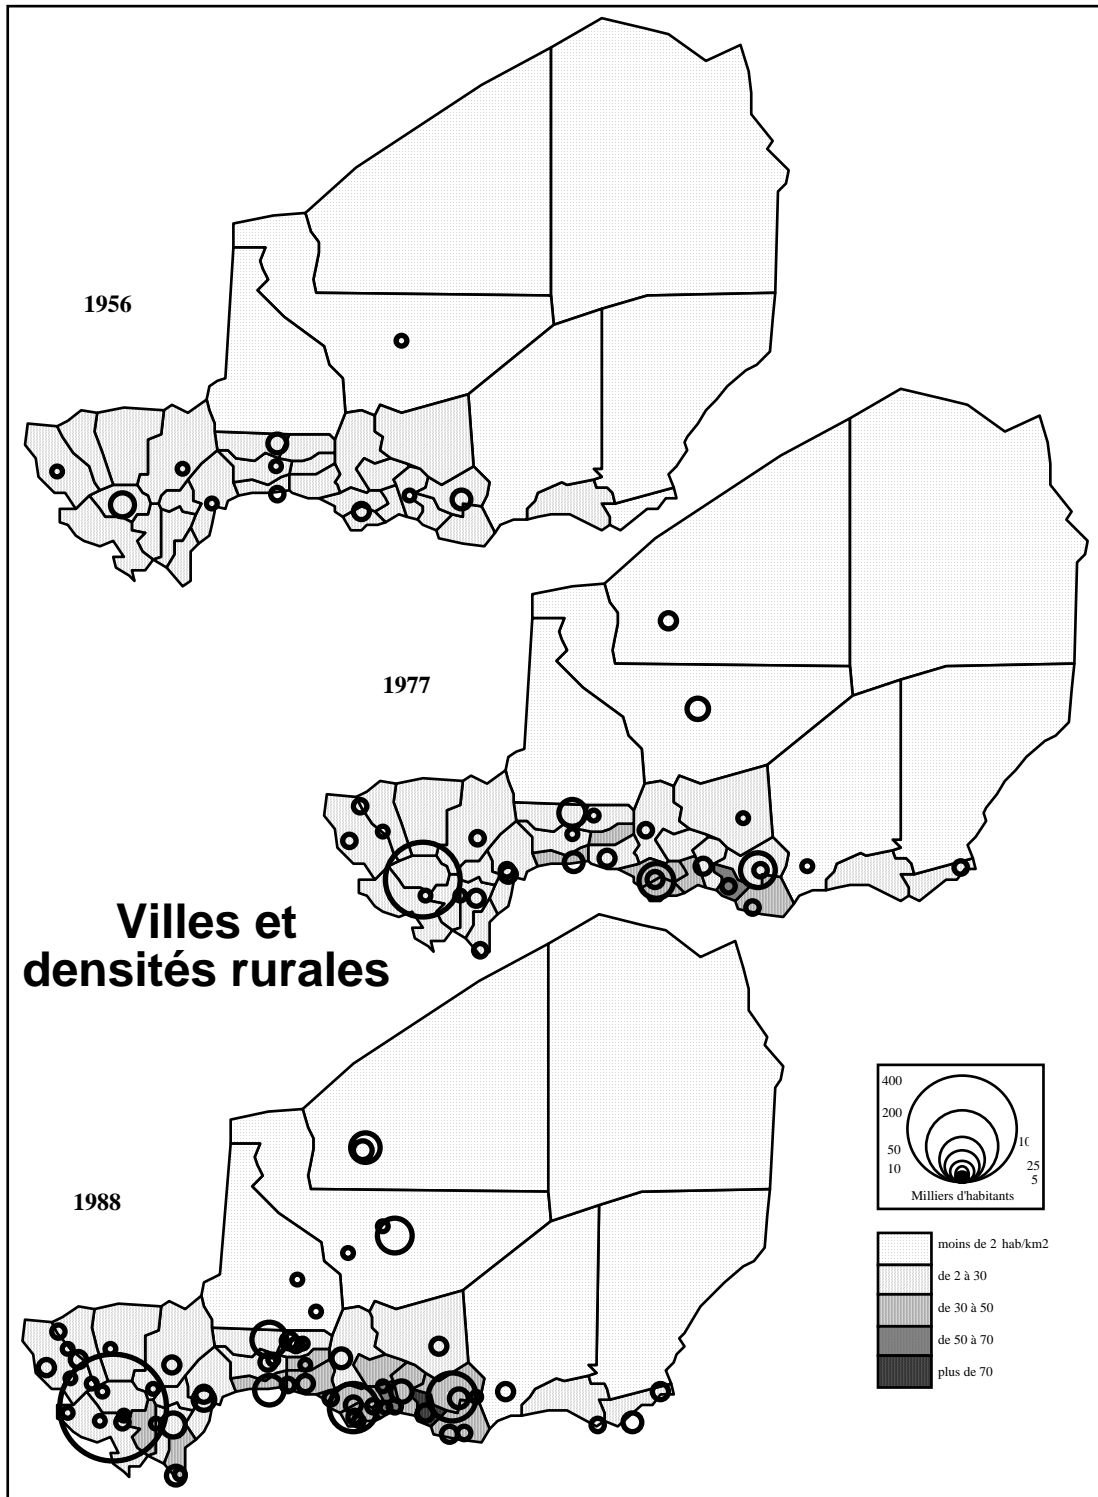 1956
1977
Villes et
densités rurales
1988
400
200
50
10
25
5
Milliers d'habitants
moins de 2 hab/km2
de 2 à 30
de 30 à 50
de 50 à 70
plus de 70